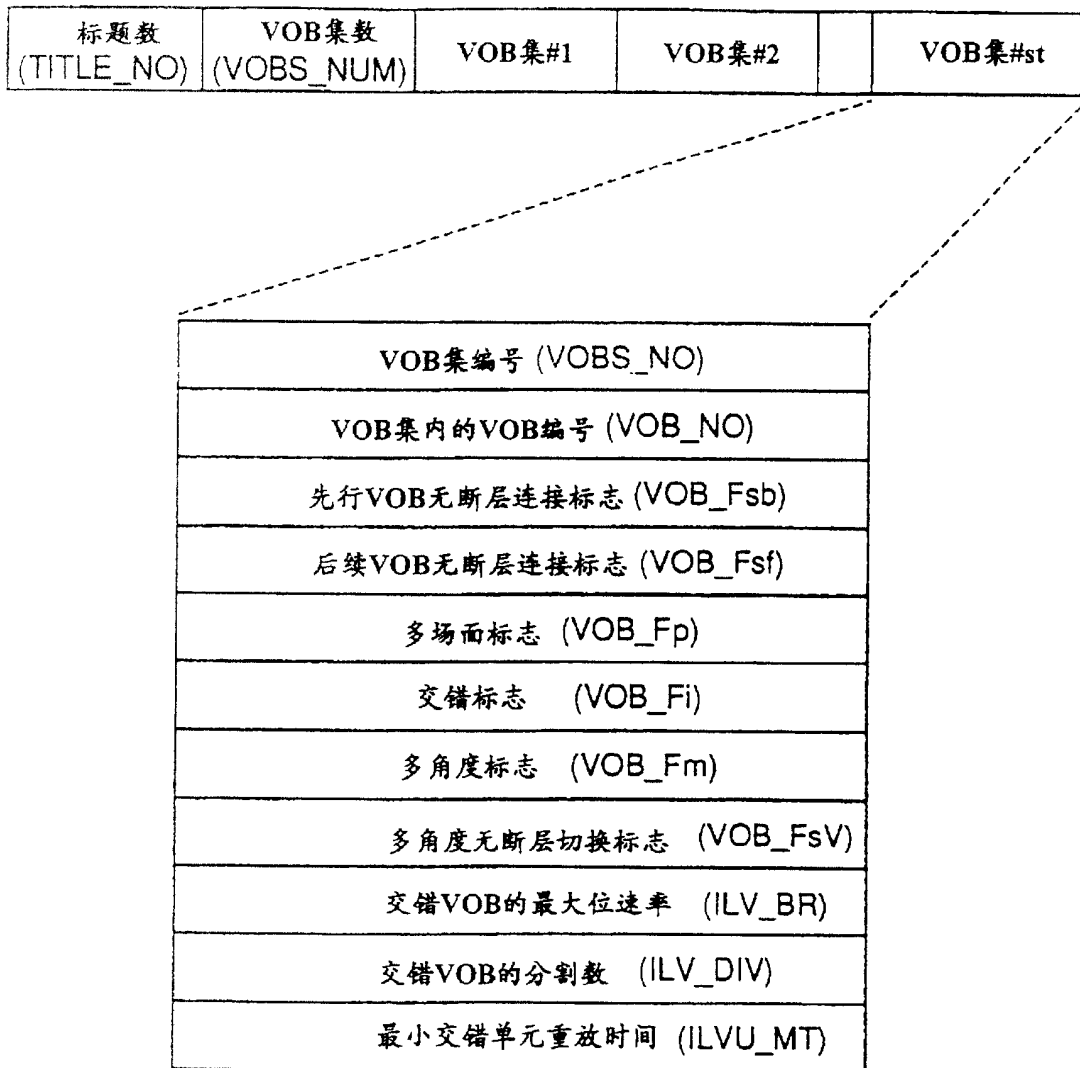 标题数
(TITLE_NO)
VOB集数
(VOBS_NUM)
VOB集#1
VOB集#2
VOB集#st
VOB集编号 (VOBS_NO)
VOB集内的VOB编号 (VOB_NO)
先行VOB无断层连接标志 (VOB_Fsb)
后续VOB无断层连接标志 (VOB_Fsf)
多场面标志 (VOB_Fp)
交错标志 (VOB_Fi)
多角度标志 (VOB_Fm)
多角度无断层切换标志 (VOB_FsV)
交错VOB的最大位速率 (ILV_BR)
交错VOB的分割数 (ILV_DIV)
最小交错单元重放时间 (ILVU_MT)